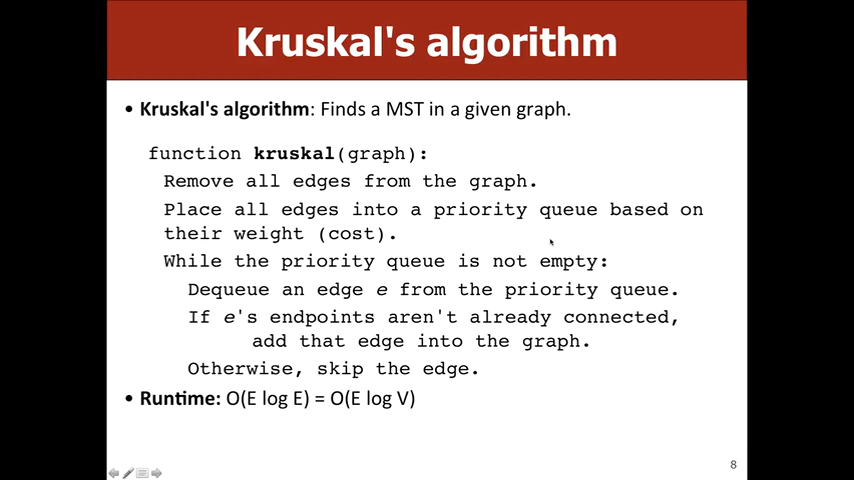 Kruskal's algorithm
• Kruskal's algorithm: Finds a MST in a given graph.
function kruskal(graph):
Remove all edges from the graph.
Place all edges into a priority queue based on
their weight (cost).
While the priority queue is not empty:
Dequeue an edge e from the priority queue.
If e's endpoints aren't already connected,
add that edge into the graph.
Otherwise, skip the edge.
• Runtime: O(E log E) = O(E log V)
8